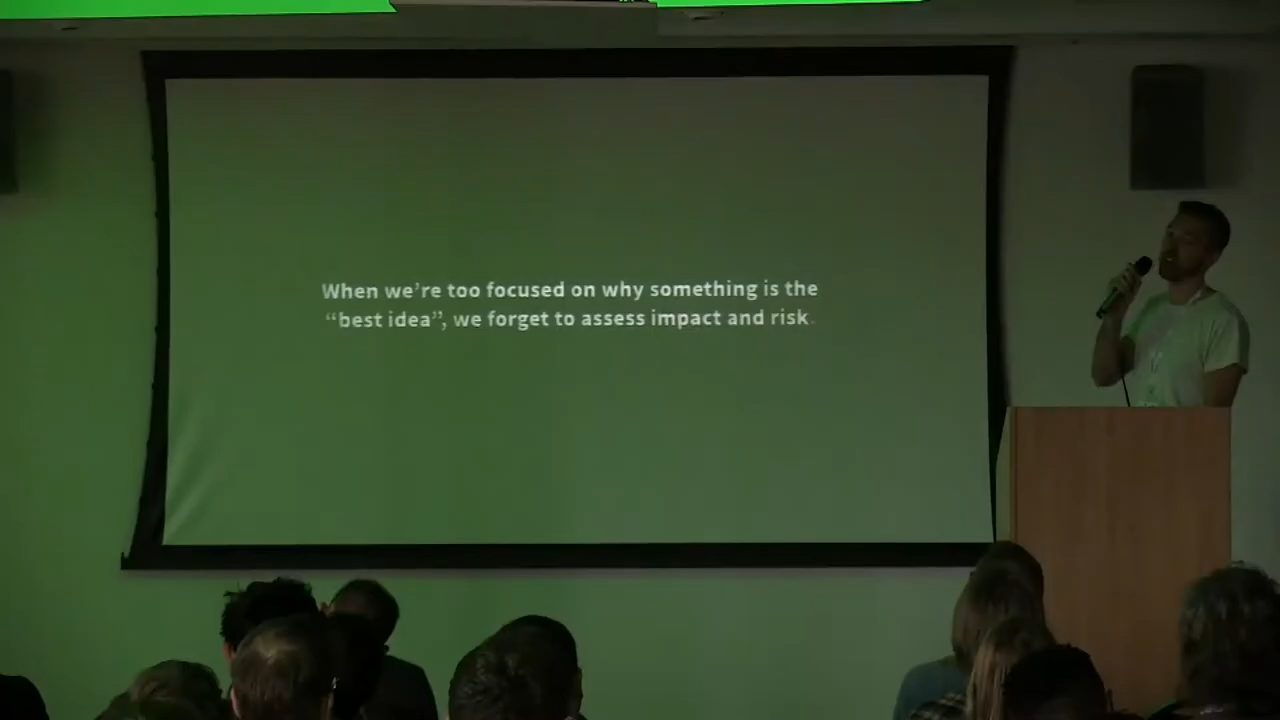 When we’re too focused on why something is the
“best idea”, we forget to assess impact and risk.